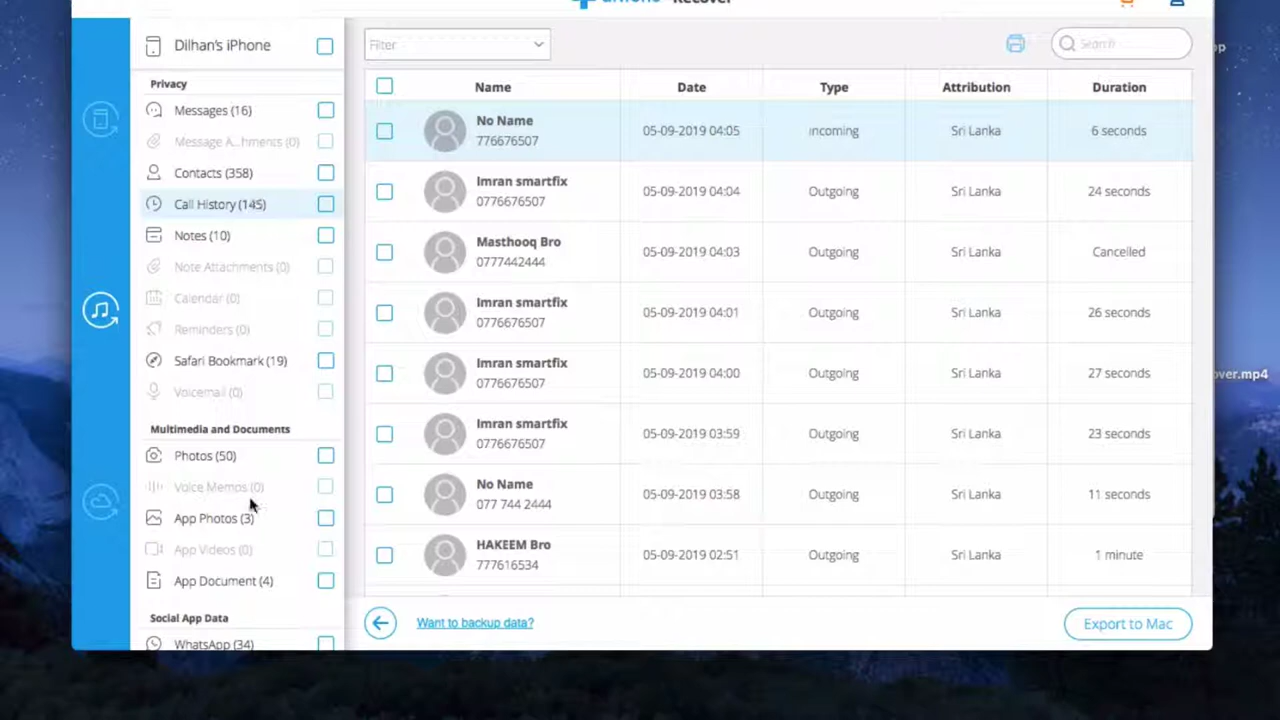 Recover
Dilhan's iPhone
Privacy
Messages (16)
Message A...hments (0)
Contacts (358)
Call History (145)
Notes (10)
Note Attachments (0)
Calendar (0)
Reminders (0)
Safari Bookmark (19)
Voicemail (0)
Multimedia and Documents
Photos (50)
Voice Memos (0)
App Photos (3)
App Videos (0)
App Document (4)
Social App Data
WhatsApp (34)
Filter
Search
Name Date Type Attribution Duration
No Name
776676507
05-09-2019 04:05 Incoming Sri Lanka 6 seconds
Imran smartfix
0776676507
05-09-2019 04:04 Outgoing Sri Lanka 24 seconds
Masthooq Bro
0777442444
05-09-2019 04:03 Outgoing Sri Lanka Cancelled
Imran smartfix
0776676507
05-09-2019 04:01 Outgoing Sri Lanka 26 seconds
Imran smartfix
0776676507
05-09-2019 04:00 Outgoing Sri Lanka 27 seconds
Imran smartfix
0776676507
05-09-2019 03:59 Outgoing Sri Lanka 23 seconds
No Name
077 744 2444
05-09-2019 03:58 Outgoing Sri Lanka 11 seconds
HAKEEM Bro
777616534
05-09-2019 02:51 Outgoing Sri Lanka 1 minute
Want to backup data?
Export to Mac
over.mp4